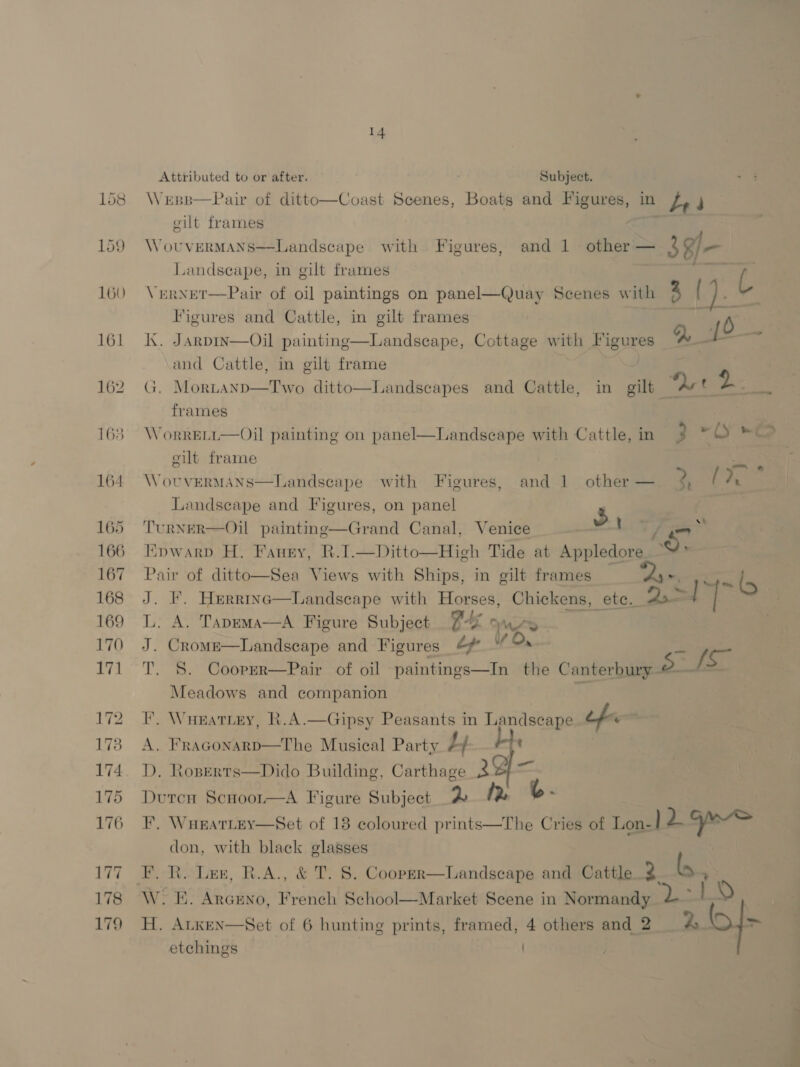 14
Attributed to or after. Subject.
158 Webb—Pair of ditto—Coast Scenes, Boats and Figures, in
gilt frames
159 Wouvermans—Landscape with Figures, and 1 other — 38/-
Landscape, in gilt frames
160 Vernet—Pair of oil paintings on panel—Quay Scenes with
Figures and Cattle, in gilt frames
161 K. Jardin—Oil painting—Landscape, Cottage with Figures
and Cattle, in gilt frame
162 G. Morland—Two ditto—Landscapes and Cattle, in gilt
frames
163 Worrell—Oil painting on panel—Landscape with Cattle, in
gilt frame
164 Wouvermans—Landscape with Figures, and 1 other —
Landscape and Figures, on panel
165 Turner—Oil painting—Grand Canal, Venice
166 Edward H. Fahey, R.I.—Ditto—High Tide at Appledore
167 Pair of ditto—Sea Views with Ships, in gilt frames
168 J. F. Herring—Landscape with Horses, Chickens, etc.
169 L. A. Tadema—A Figure Subject
170 J. Crome—Landscape and Figures
171 T. S. Cooper—Pair of oil paintings—In the Canterbury
Meadows and companion
172 F. Wheatley, R.A.—Gipsy Peasants in Landscape
173 A. Fragonard—The Musical Party
174 D. Roberts—Dido Building, Carthage
175 Dutch School—A Figure Subject
176 F. Wheatley—Set of 13 coloured prints—The Cries of Lon-
don, with black glasses
177 F. R. Lee, R.A., & T. S. Cooper—Landscape and Cattle
178 W. E. Argeno, French School—Market Scene in Normandy
179 H. Alken—Set of 6 hunting prints, framed, 4 others and 2
etchings